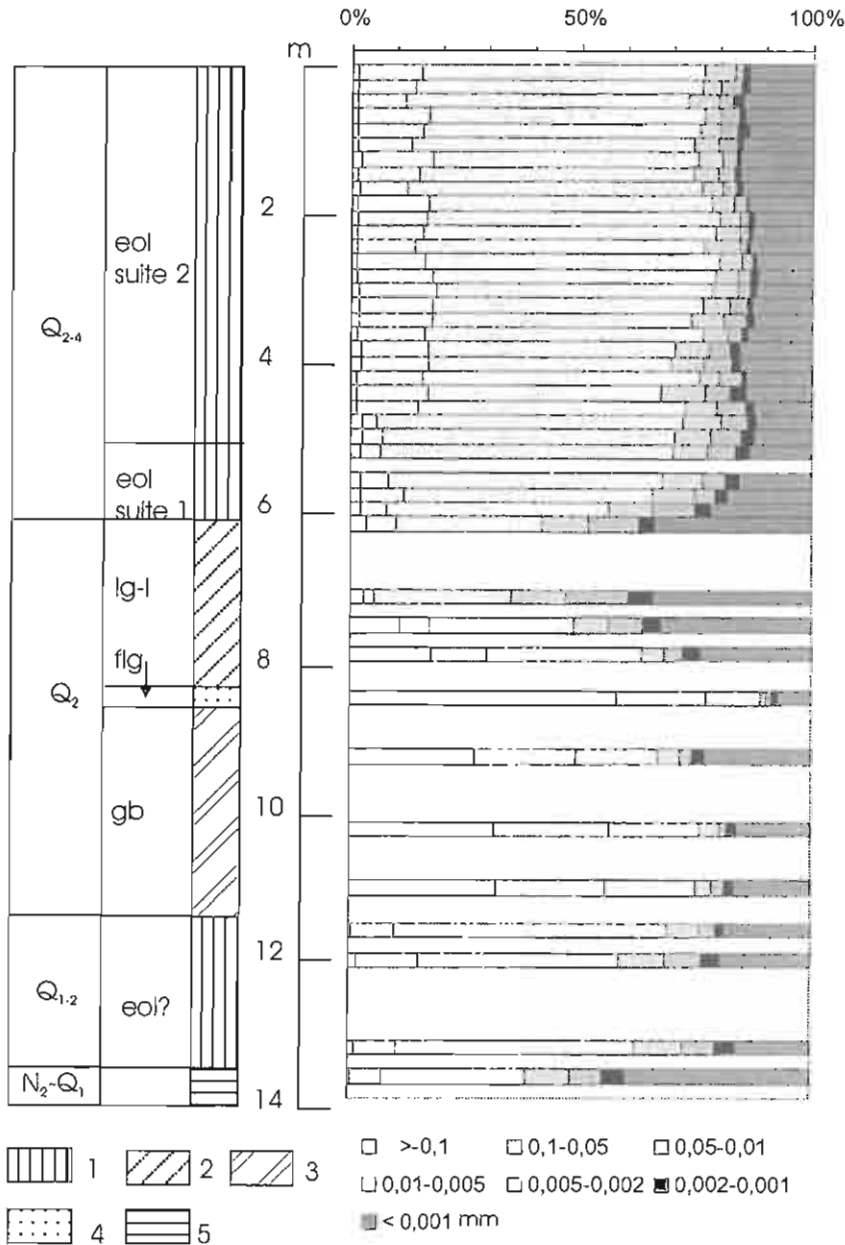 0% 50% 100%
m
2
eol
suite 2
Q2-4
4
eol
suite 1
6
lg-l
flg
8
Q2
gb
10
12
Q1-2
eol?
N2-Q1
14
1 2 3
>-0,1 0,1-0,05 0,05-0,01
0,01-0,005 0,005-0,002 0,002-0,001
4 5
< 0,001 mm